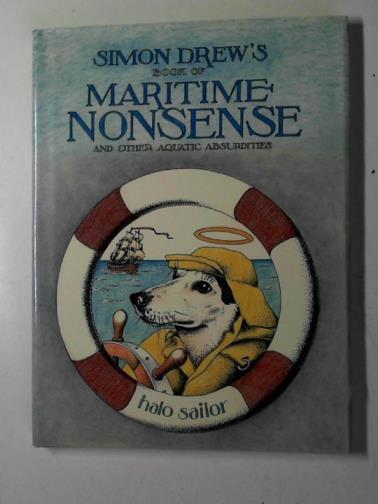 SIMON DREW'S
BOOK OF
MARITIME
NONSENSE
AND OTHER AQUATIC ABSURDITIES
halo sailor